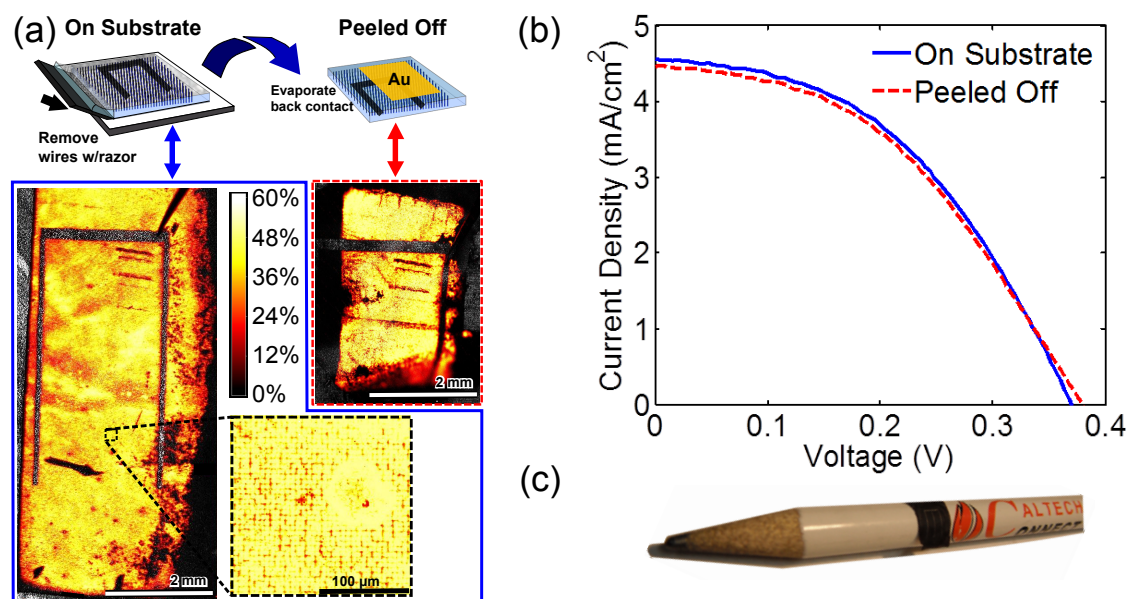 (a)
On Substrate
Peeled Off
Au
Evaporate
back contact
Remove
wires w/razor
60%
48%
36%
24%
12%
0%
2 mm
2 mm
100 µm
(b)
5
4
3
2
1
0
0
0.1
0.2
0.3
0.4
Current Density (mA/cm²)
Voltage (V)
On Substrate
Peeled Off
(c)
C
ALTECH
ONNECT